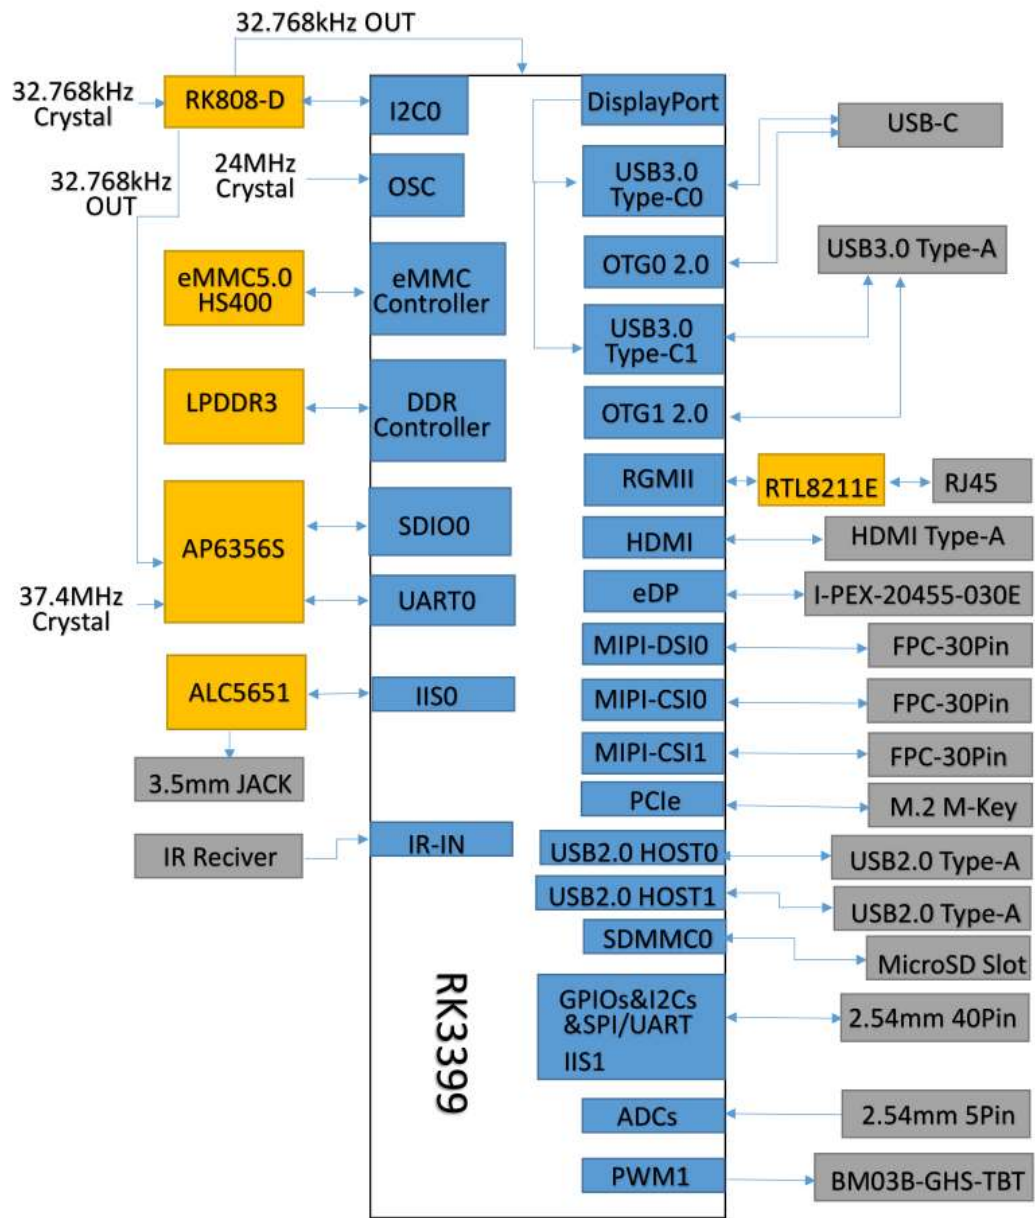 32.768kHz OUT
32.768kHz
Crystal
RK808-D
I2C0
DisplayPort
USB-C
32.768kHz
OUT
24MHz
Crystal
OSC
USB3.0
Type-C0
eMMC5.0
HS400
eMMC
Controller
OTG0 2.0
USB3.0 Type-A
USB3.0
Type-C1
LPDDR3
DDR
Controller
OTG1 2.0
RGMII
RTL8211E
RJ45
AP6356S
SDIO0
HDMI
HDMI Type-A
37.4MHz
Crystal
UART0
eDP
I-PEX-20455-030E
MIPI-DSI0
FPC-30Pin
ALC5651
IIS0
MIPI-CSI0
FPC-30Pin
MIPI-CSI1
FPC-30Pin
3.5mm JACK
PCIe
M.2 M-Key
IR Reciver
IR-IN
USB2.0 HOST0
USB2.0 Type-A
USB2.0 HOST1
USB2.0 Type-A
SDMMC0
MicroSD Slot
RK3399
GPIOs&I2Cs
&SPI/UART
IIS1
2.54mm 40Pin
ADCs
2.54mm 5Pin
PWM1
BM03B-GHS-TBT